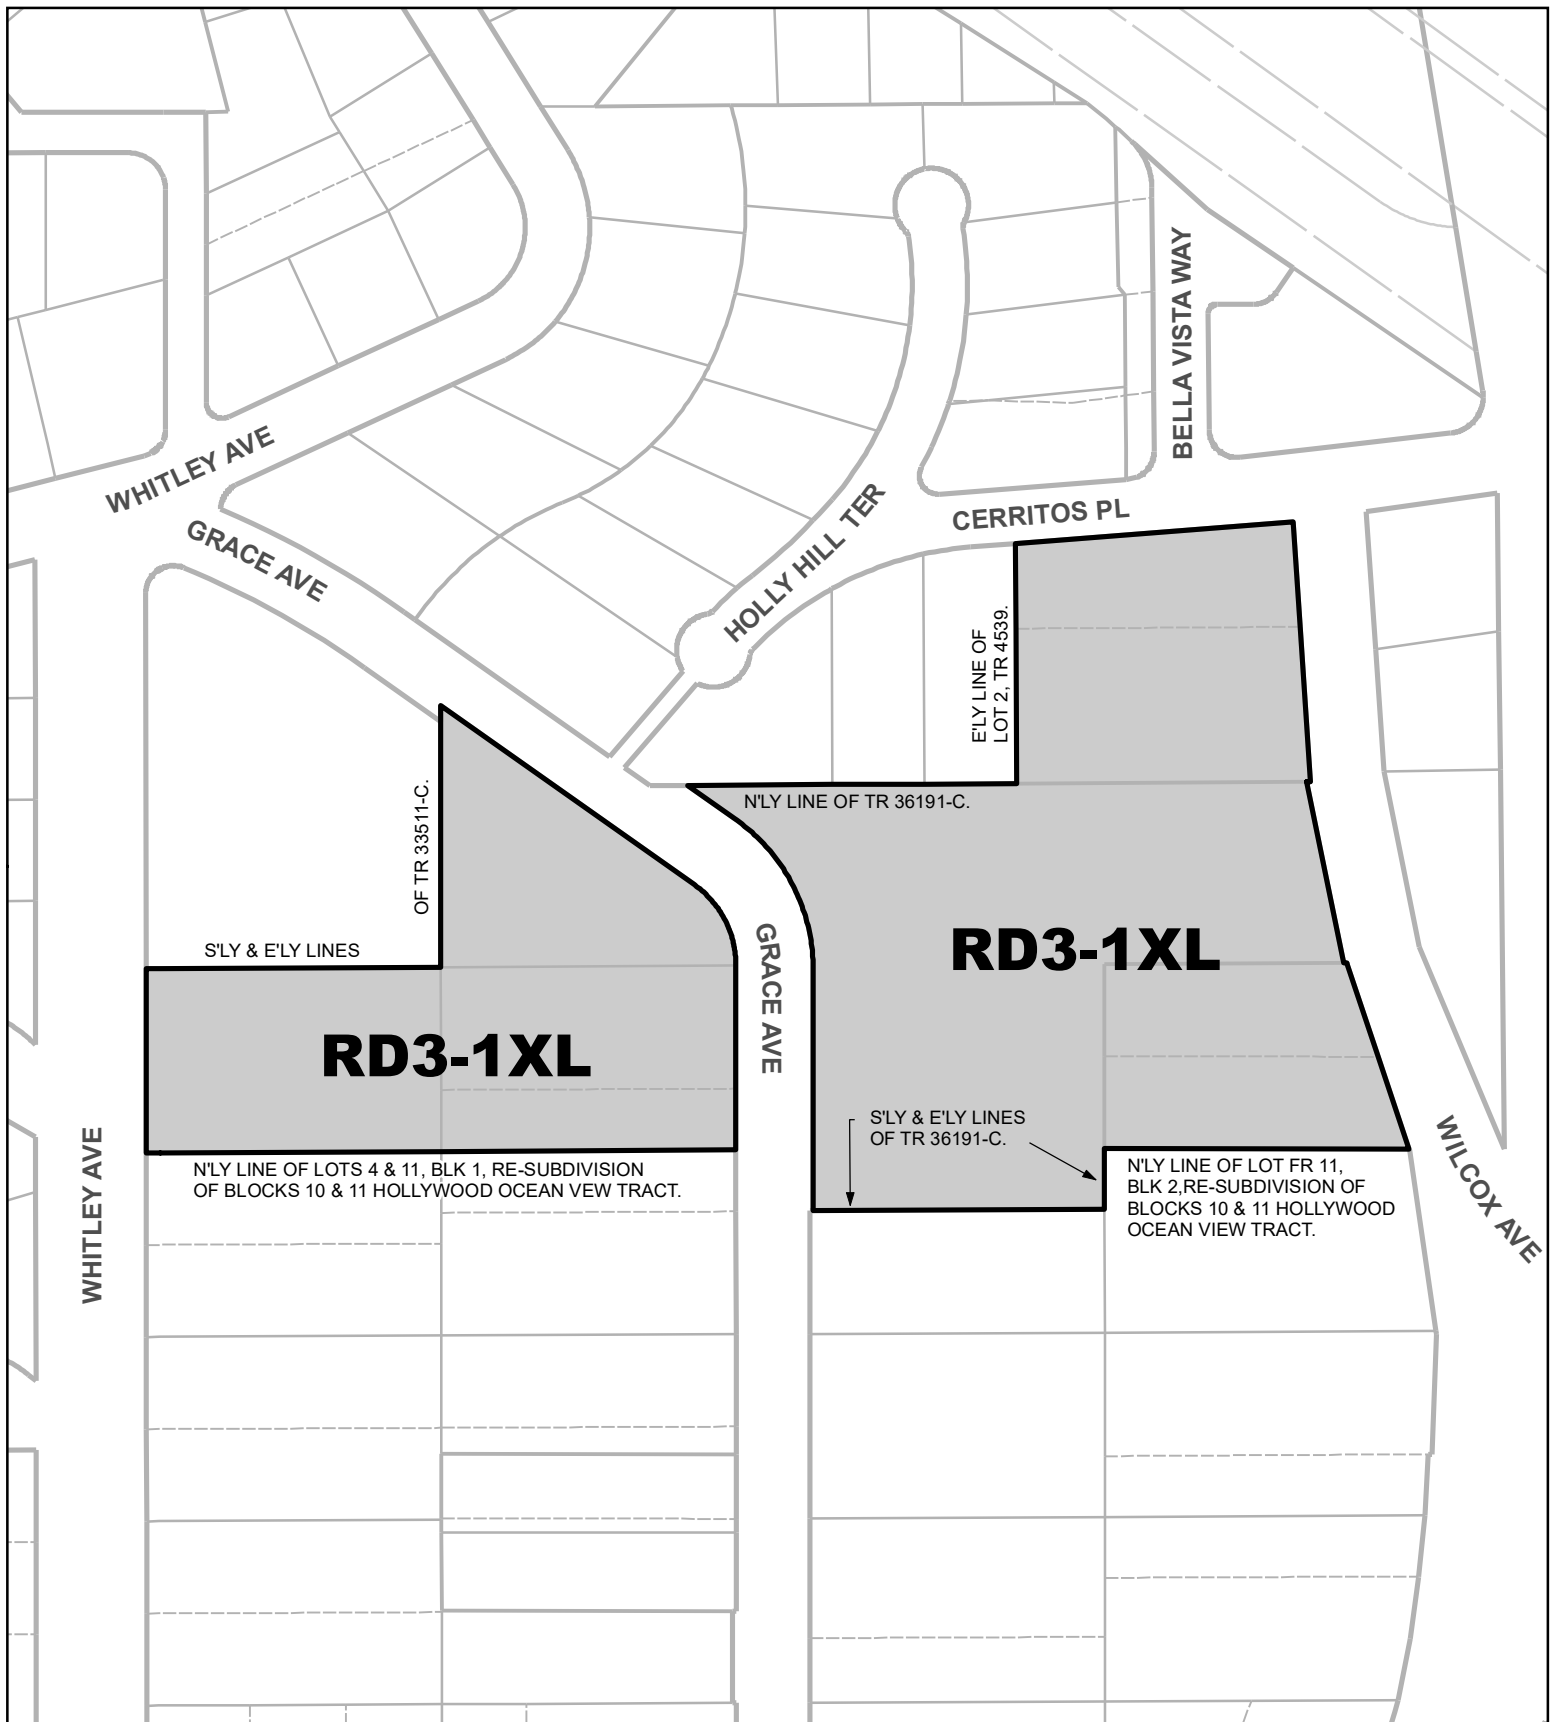 BELLA VISTA WAY
WHITLEY AVE
GRACE AVE
HOLLY HILL TER
CERRITOS PL
E'LY LINE OF
LOT 2, TR 4539.
N'LY LINE OF TR 36191-C.
OF TR 33511-C.
S'LY & E'LY LINES
GRACE AVE
RD3-1XL
RD3-1XL
S'LY & E'LY LINES
OF TR 36191-C.
WHITLEY AVE
N'LY LINE OF LOTS 4 & 11, BLK 1, RE-SUBDIVISION
OF BLOCKS 10 & 11 HOLLYWOOD OCEAN VEW TRACT.
N'LY LINE OF LOT FR 11,
BLK 2,RE-SUBDIVISION OF
BLOCKS 10 & 11 HOLLYWOOD
OCEAN VIEW TRACT.
WILCOX AVE